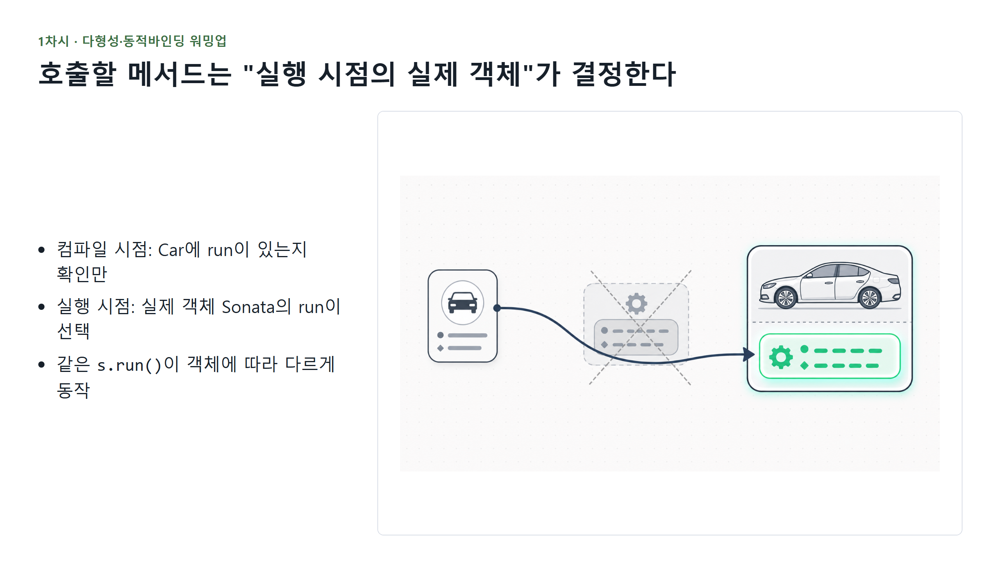 1차시 · 다형성·동적바인딩 워밍업
호출할 메서드는 "실행 시점의 실제 객체"가 결정한다
• 컴파일 시점: Car에 run이 있는지
확인만
• 실행 시점: 실제 객체 Sonata의 run이
선택
• 같은 s.run()이 객체에 따라 다르게
동작